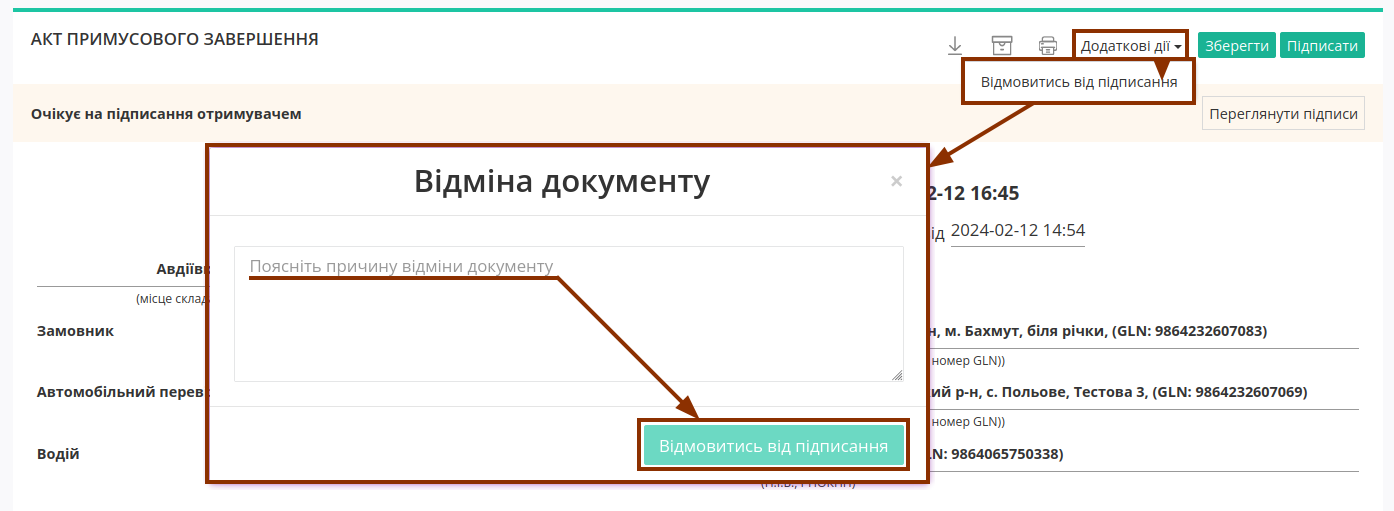 АКТ ПРИМУСОВОГО ЗАВЕРШЕННЯ
Додаткові дії
Зберегти
Підписати
Відмовитись від підписання
Очікує на підписання отримувачем
Переглянути підписи
Відміна документу
×
2-12 16:45
ід 2024-02-12 14:54
Поясніть причину відміни документу
Авдіїв
(місце склад
Замовник
н, м. Бахмут, біля річки, (GLN: 9864232607083)
номер GLN))
Автомобільний перев
ий р-н, с. Польове, Тестова 3, (GLN: 9864232607069)
номер GLN))
Відмовитись від підписання
Водій
LN: 9864065750338)